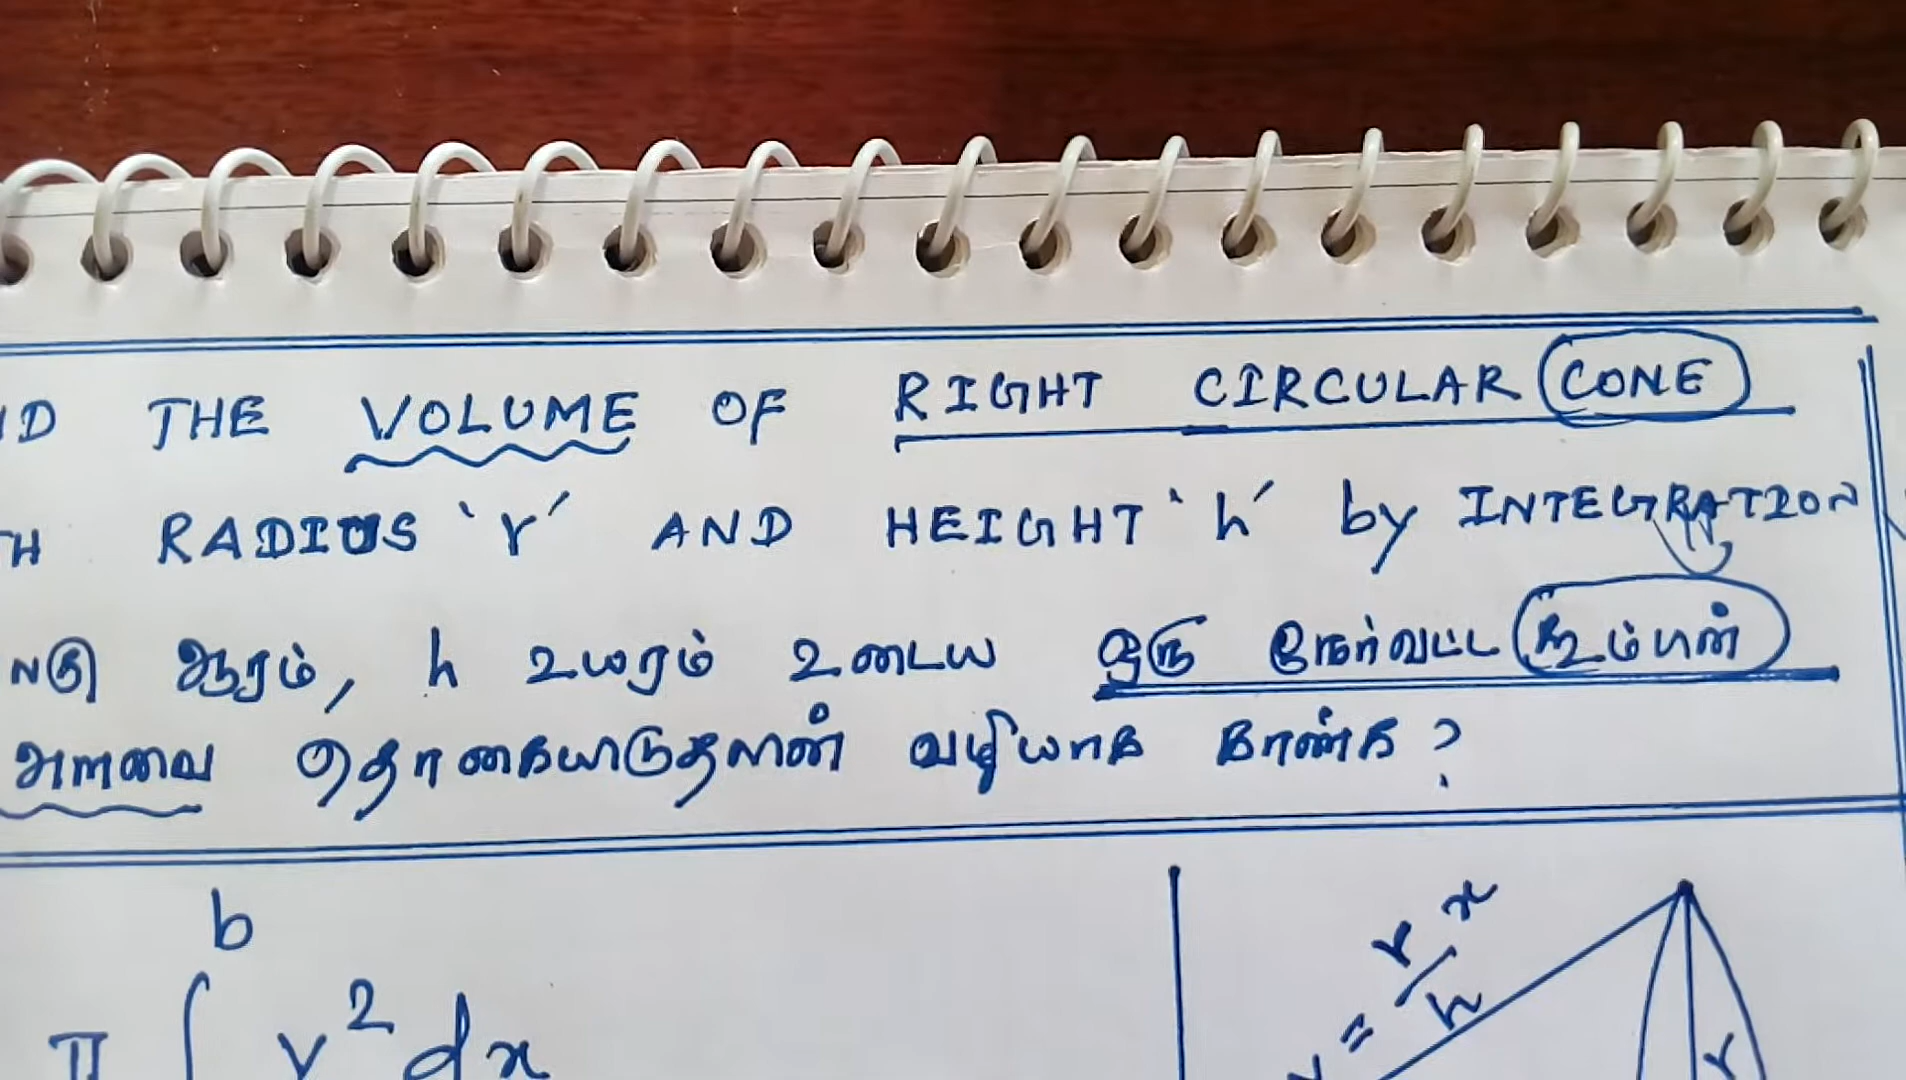 THE VOLUME OF RIGHT CIRCULAR CONE
RADIUS 'r' AND HEIGHT 'h' by INTEGRATION
ஆரம், h உயரம் உடைய ஒரு நேர்வட்ட கூம்பின்
தொகையிடுதலின் வழியாக காண்க?
b
π ∫ y² dx
y = r/h x
r